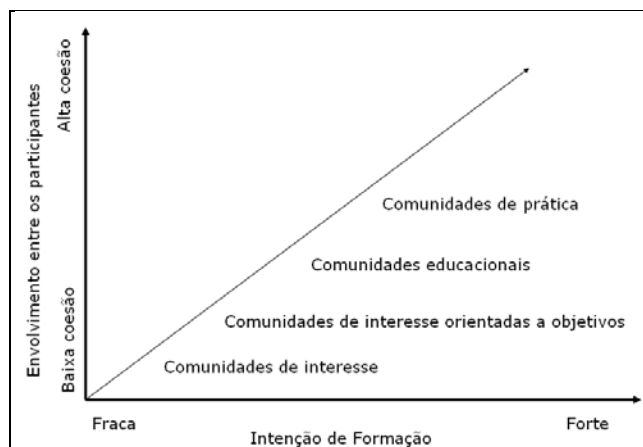 Envolvimento entre os participantes
Alta coesão
Baixa coesão
Comunidades de prática
Comunidades educacionais
Comunidades de interesse orientadas a objetivos
Comunidades de interesse
Fraca
Forte
Intenção de Formação